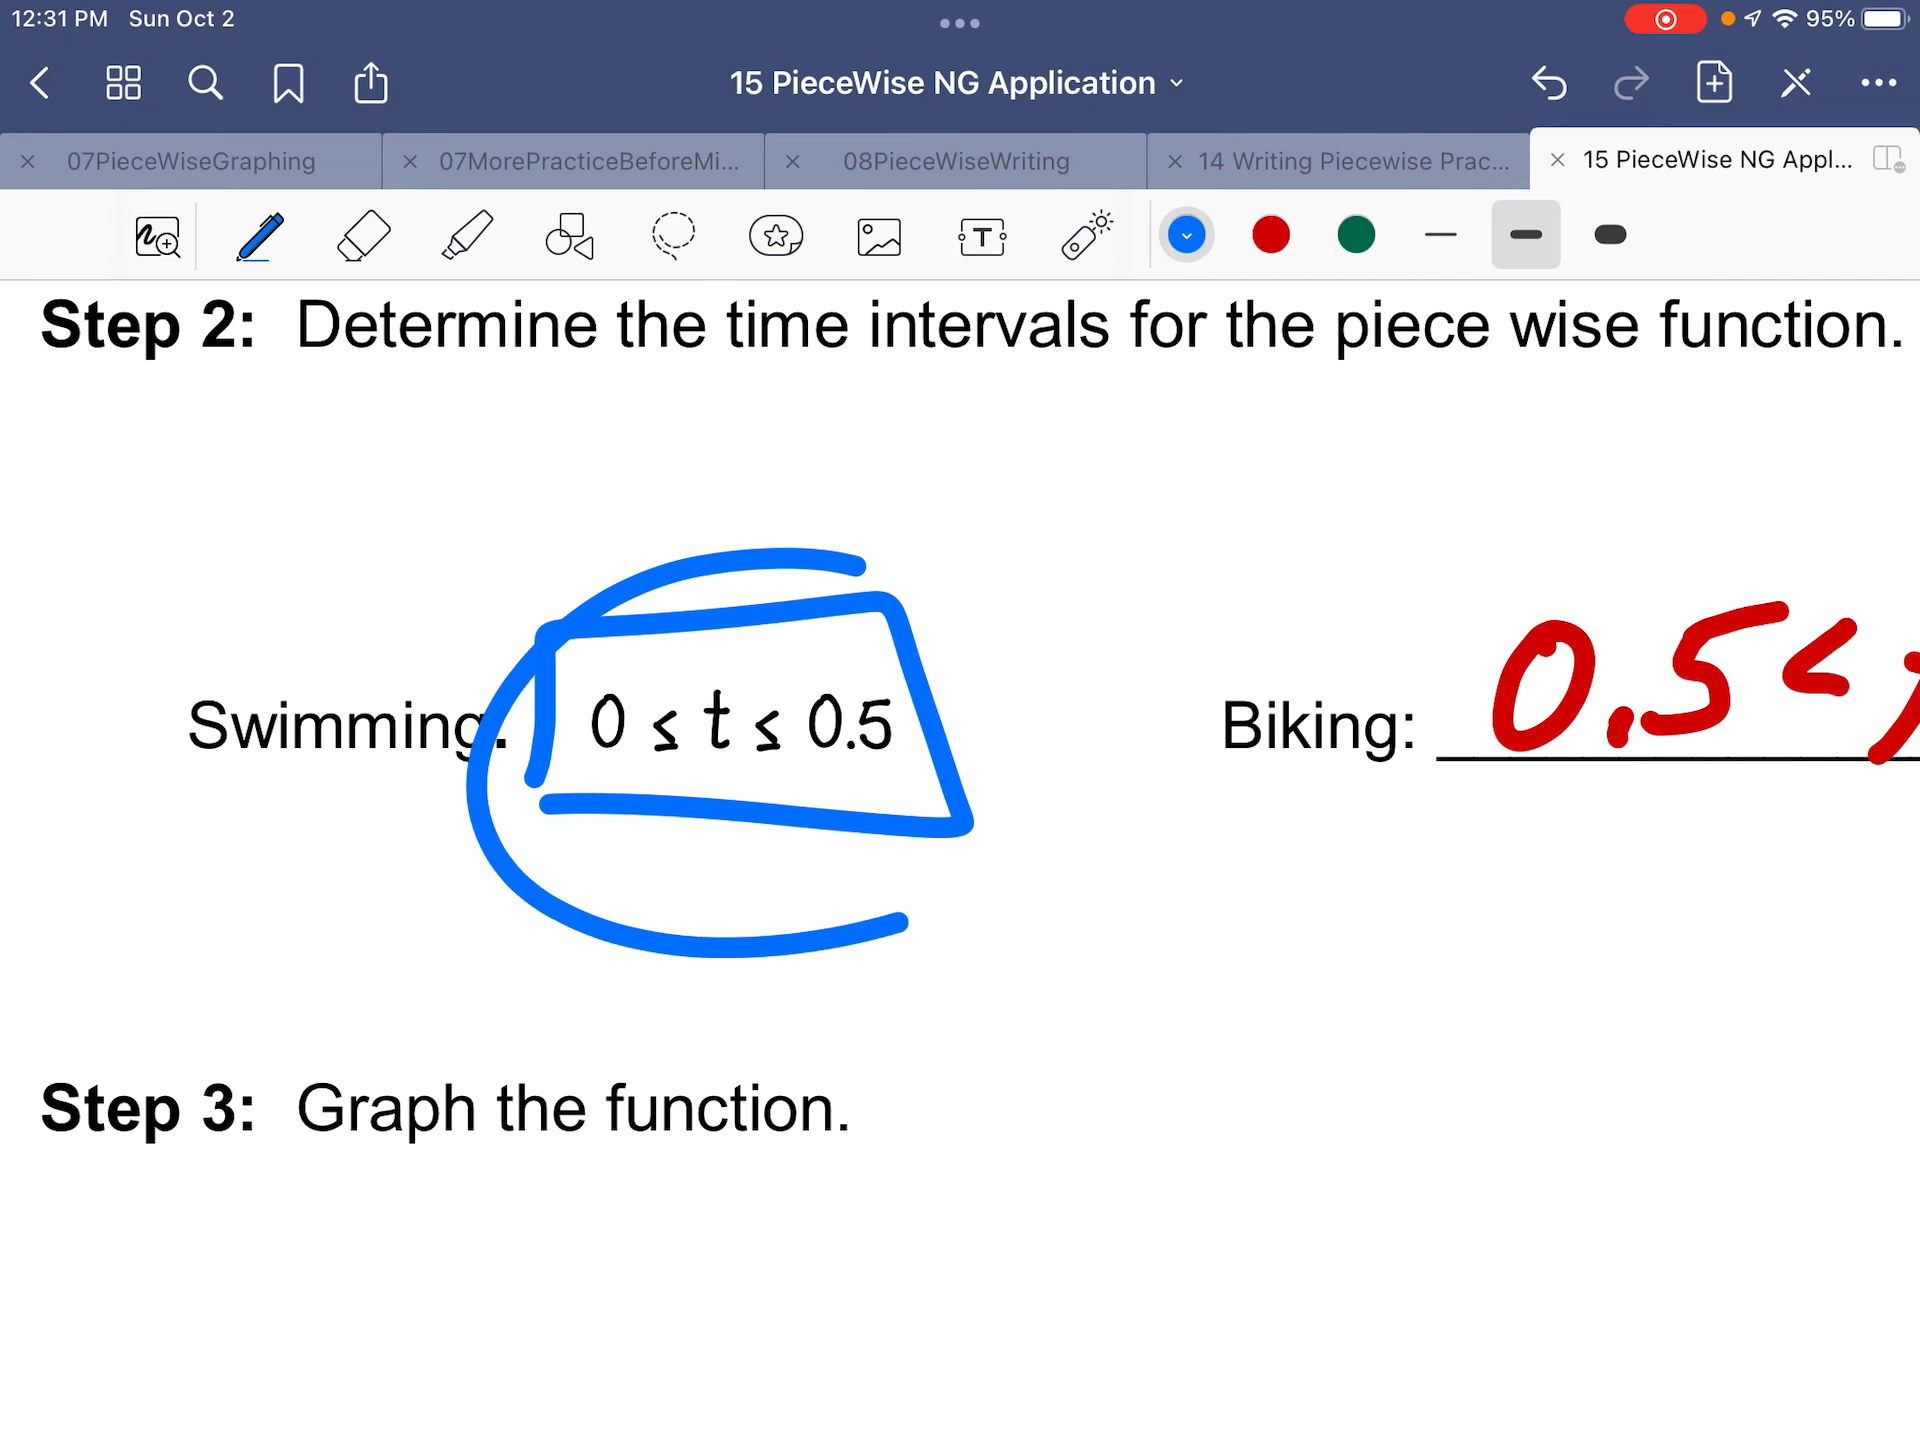 12:31 PM Sun Oct 2
95%
15 PieceWise NG Application
07PieceWiseGraphing
07MorePracticeBeforeMi...
08PieceWiseWriting
14 Writing Piecewise Prac...
15 PieceWise NG Appl...
Step 2: Determine the time intervals for the piece wise function.
Swimming: 0 ≤ t ≤ 0.5
Biking: 0.5 <
Step 3: Graph the function.